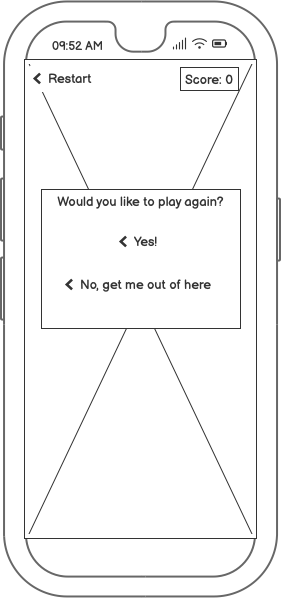 09:52 AM
Restart
Score: 0
Would you like to play again?
Yes!
No, get me out of here